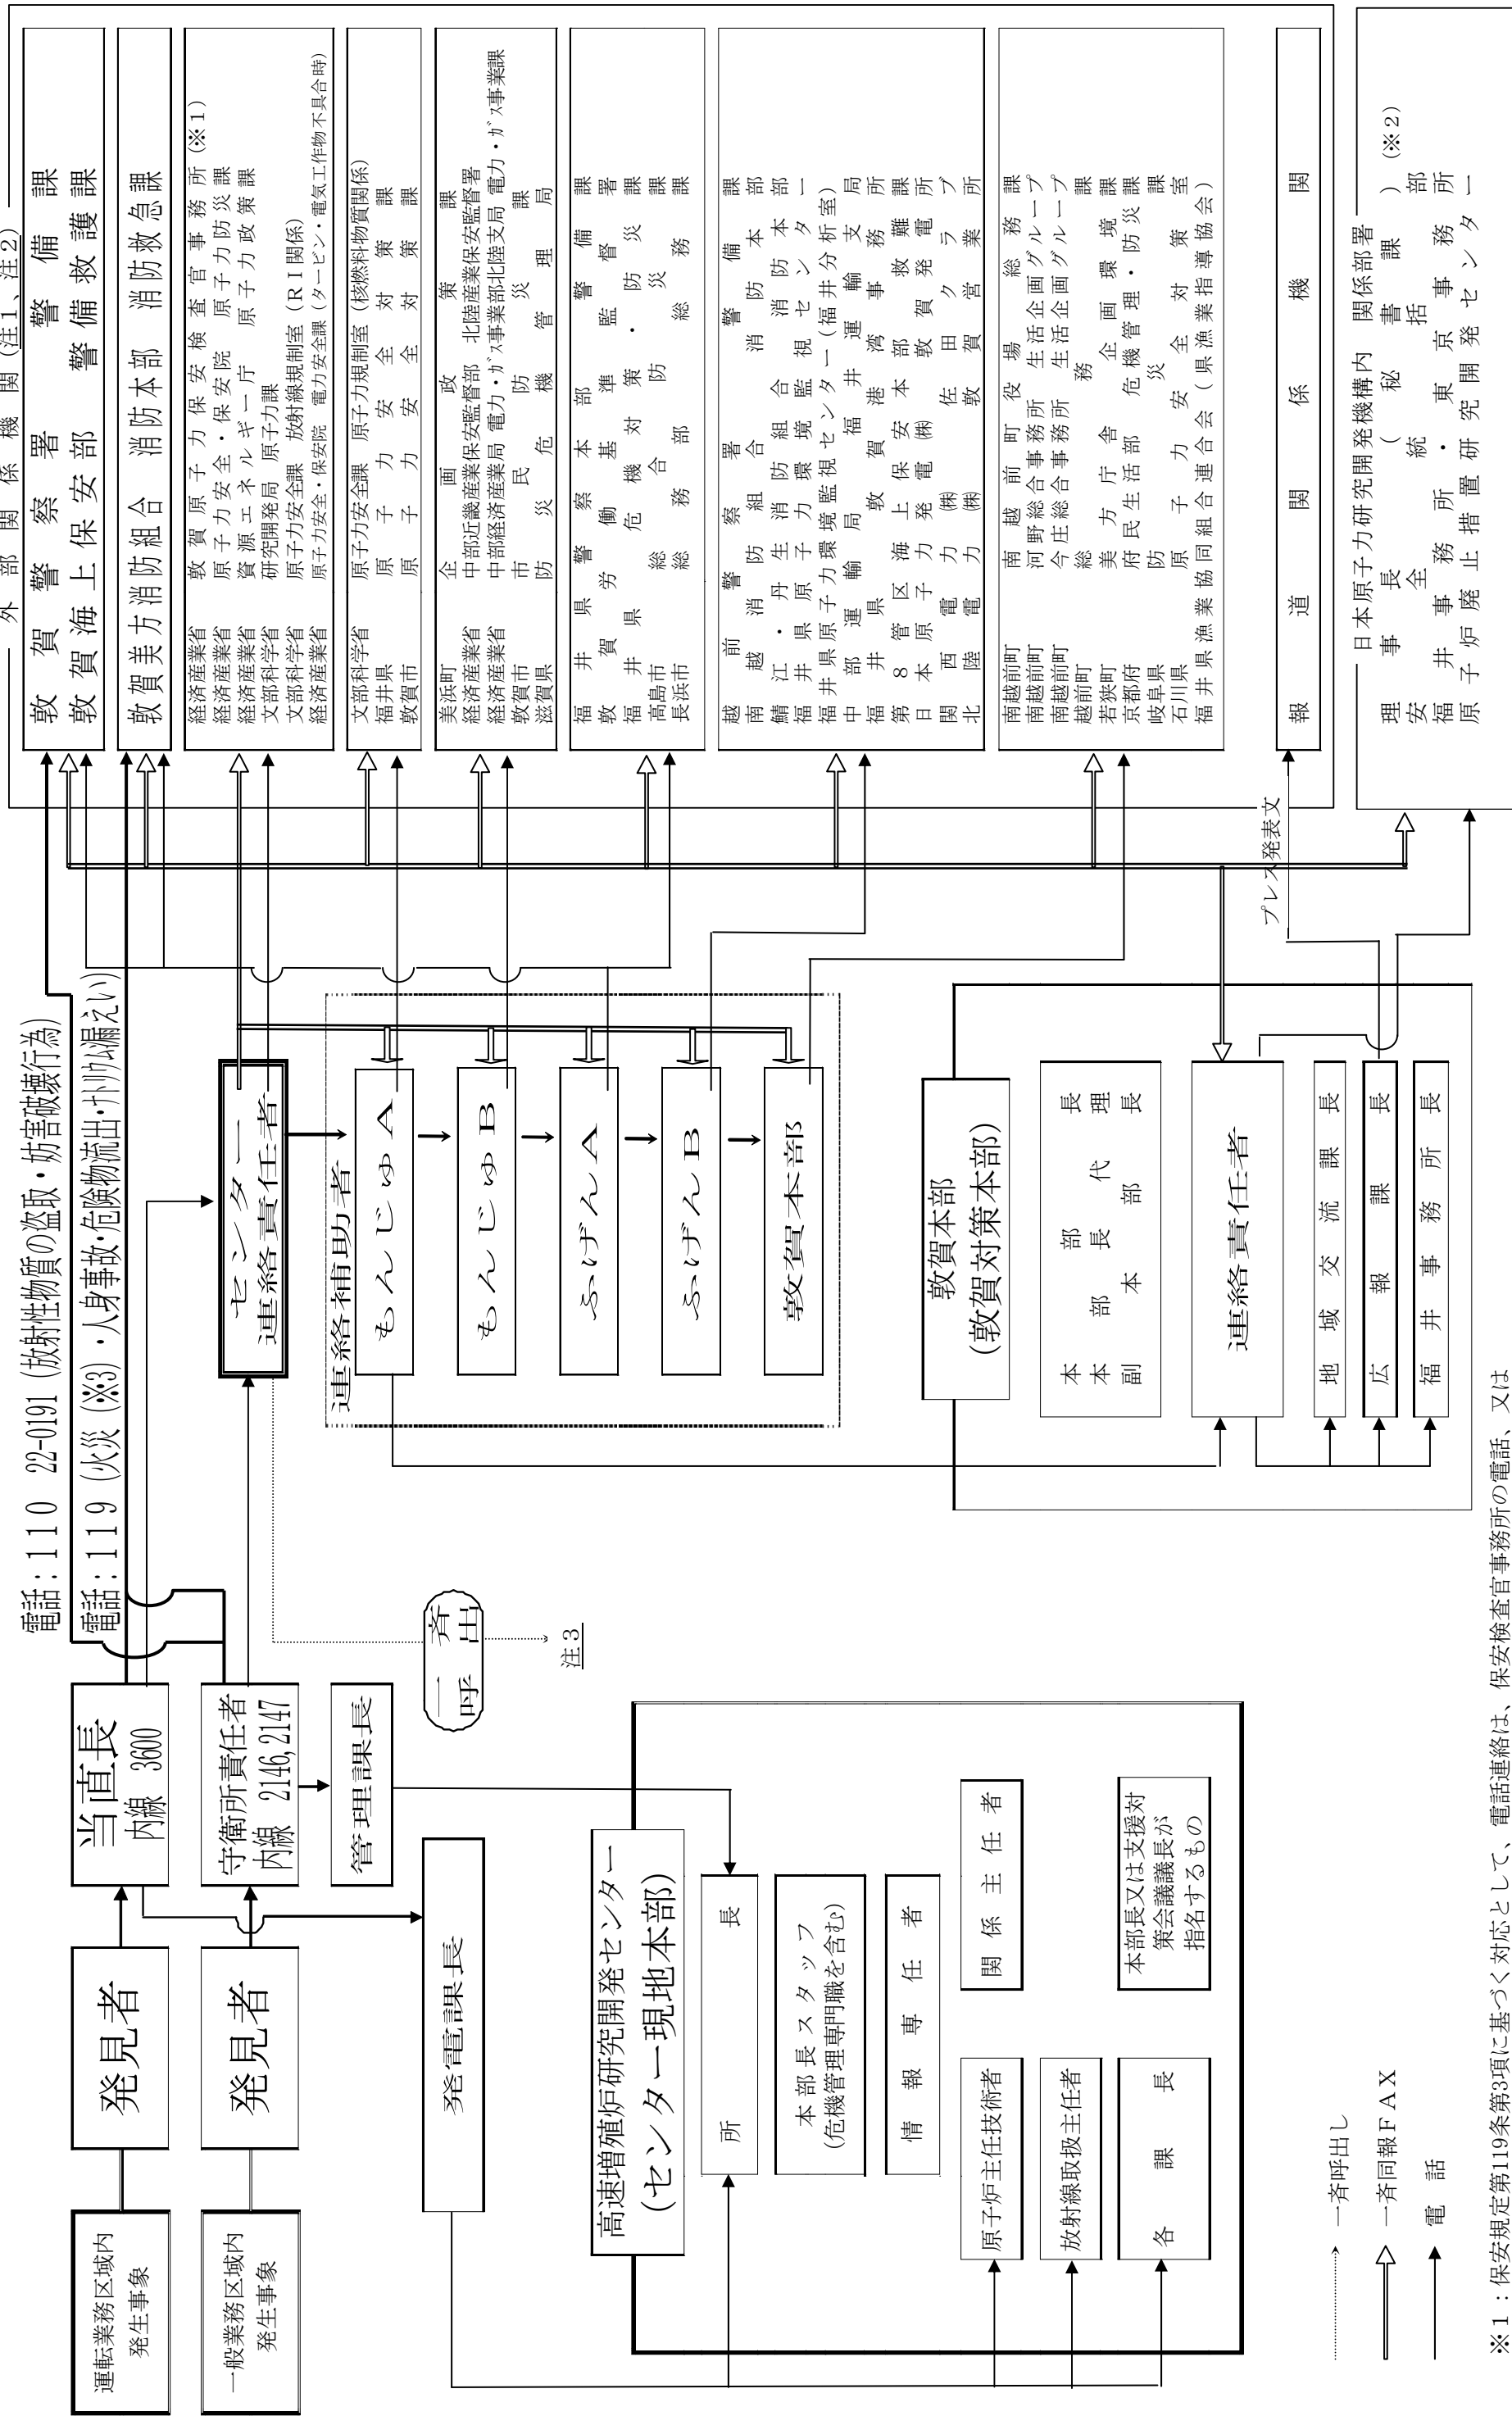 外部関係機関(注1、注2)
敦賀警察署 警備課
敦賀海上保安部 警備救護課
敦賀美方消防組合 消防本部 消防救急課
経済産業省 敦賀原子力保安検査官事務所(※1)
経済産業省 原子力安全・保安院 原子力防災課
経済産業省 資源エネルギー庁 原子力政策課
文部科学省 研究開発局 原子力課
文部科学省 原子力安全課 放射線規制室(RI関係)
経済産業省 原子力安全・保安院 電力安全課(タービン・電気工作物不具合時)
文部科学省 原子力安全課 原子力規制室(核燃料物質関係)
福井県 原子力安全対策課
敦賀市 原子力安全対策課
美浜町 企画政策課
経済産業省 中部近畿産業保安監督部 北陸産業保安監督署
経済産業省 中部経済産業局 電力・ガス事業部北陸支局 電力・ガス事業課
敦賀市 市民防災課
滋賀県 防災危機管理局
福井県警察本部 警備課
敦賀労働基準監督署
福井県 危機対策・防災課
高島市 総合防災課
長浜市 総務部 総務課
越前警察署 警備課
南越消防組合 消防本部
鯖江・丹生消防組合 消防本部
福井県原子力環境監視センター
福井県原子力環境監視センター(福井分析室)
中部運輸局 福井運輸支局
福井県 敦賀港湾事務所
第8管区海上保安本部 救難課
日本原子力発電㈱ 敦賀発電所
関西電力㈱ 佐田クラブ
北陸電力㈱ 敦賀営業所
南越前町 南越前町役場 総務課
南越前町 河野総合事務所 生活企画グループ
南越前町 今庄総合事務所 生活企画グループ
越前町 総務課
若狭町 美方庁舎 企画環境課
京都府 府民生活部 危機管理・防災課
岐阜県 防災課
石川県 原子力安全対策室
福井県漁業協同組合連合会(県漁業指導協会)
報道関係機関
日本原子力研究開発機構内 関係部署
理事長(秘書課) (※2)
安全統括部
福井事務所・東京事務所
原子炉廃止措置研究開発センター
プレス発表文
電話:110 22-0191(放射性物質の盗取・妨害破壊行為)
電話:119(火災(※3)・人身事故・危険物流出・ナトリウム漏えい)
センター
連絡責任者
連絡補助者
もんじゅA
もんじゅB
ふげんA
ふげんB
敦賀本部
敦賀本部
(敦賀対策本部)
本部長
本部長代理
副本部長
連絡責任者
地域交流課長
広報課長
福井事務所長
一斉
呼出
注3
当直長
内線 3600
守衛所責任者
内線 2146,2147
管理課長
発見者
発見者
発電課長
運転業務区域内
発生事象
一般業務区域内
発生事象
高速増殖炉研究開発センター
(センター現地本部)
所長
本部長スタッフ
(危機管理専門職を含む)
情報専任者
原子炉主任技術者
関係主任者
放射線取扱主任者
各課長
本部長又は支援対
策会議議長が
指名するもの
一斉呼出し
一斉同報FAX
電話
※1:保安規定第119条第3項に基づく対応として、電話連絡は、保安検査官事務所の電話、又は